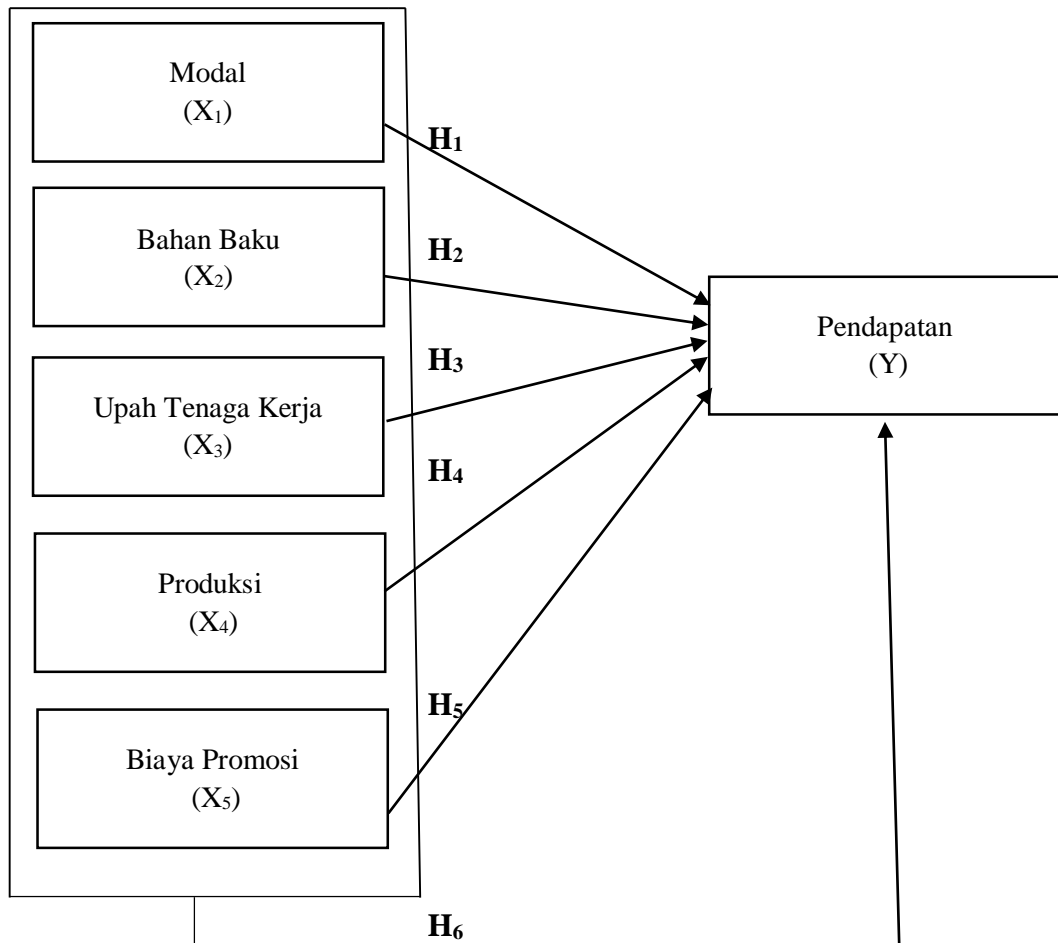 Modal
(X₁)
H₁
Bahan Baku
(X₂)
H₂
Upah Tenaga Kerja
(X₃)
H₃
Pendapatan
(Y)
H₄
Produksi
(X₄)
H₅
Biaya Promosi
(X₅)
H₆